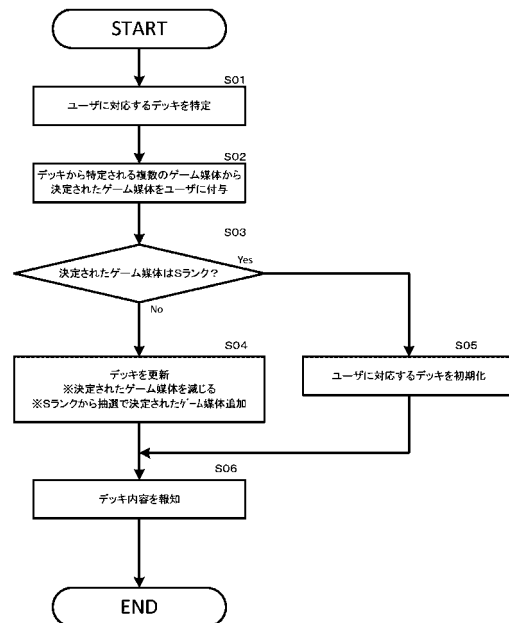 START
S01
ユーザに対応するデッキを特定
S02
デッキから特定される複数のゲーム媒体から
決定されたゲーム媒体をユーザに付与
S03
決定されたゲーム媒体はSランク？
Yes
No
S04
デッキを更新
※決定されたゲーム媒体を減じる
※Sランクから抽選で決定されたゲーム媒体追加
S05
ユーザに対応するデッキを初期化
S06
デッキ内容を報知
END